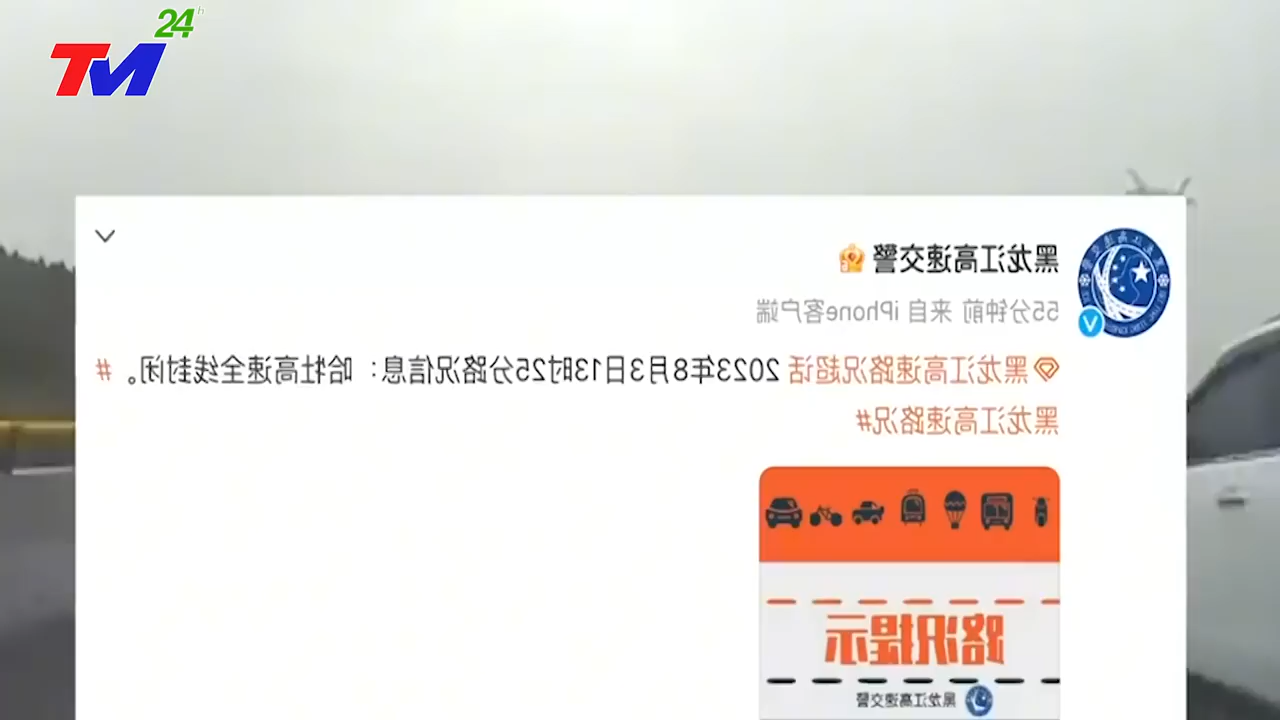 24h
TM
黑龙江高速交警
55分钟前 来自 iPhone客户端
黑龙江高速路况超话 2023年8月3日13时25分路况信息：哈牡高速全线封闭。#
黑龙江高速路况#
路况提示
黑龙江高速交警